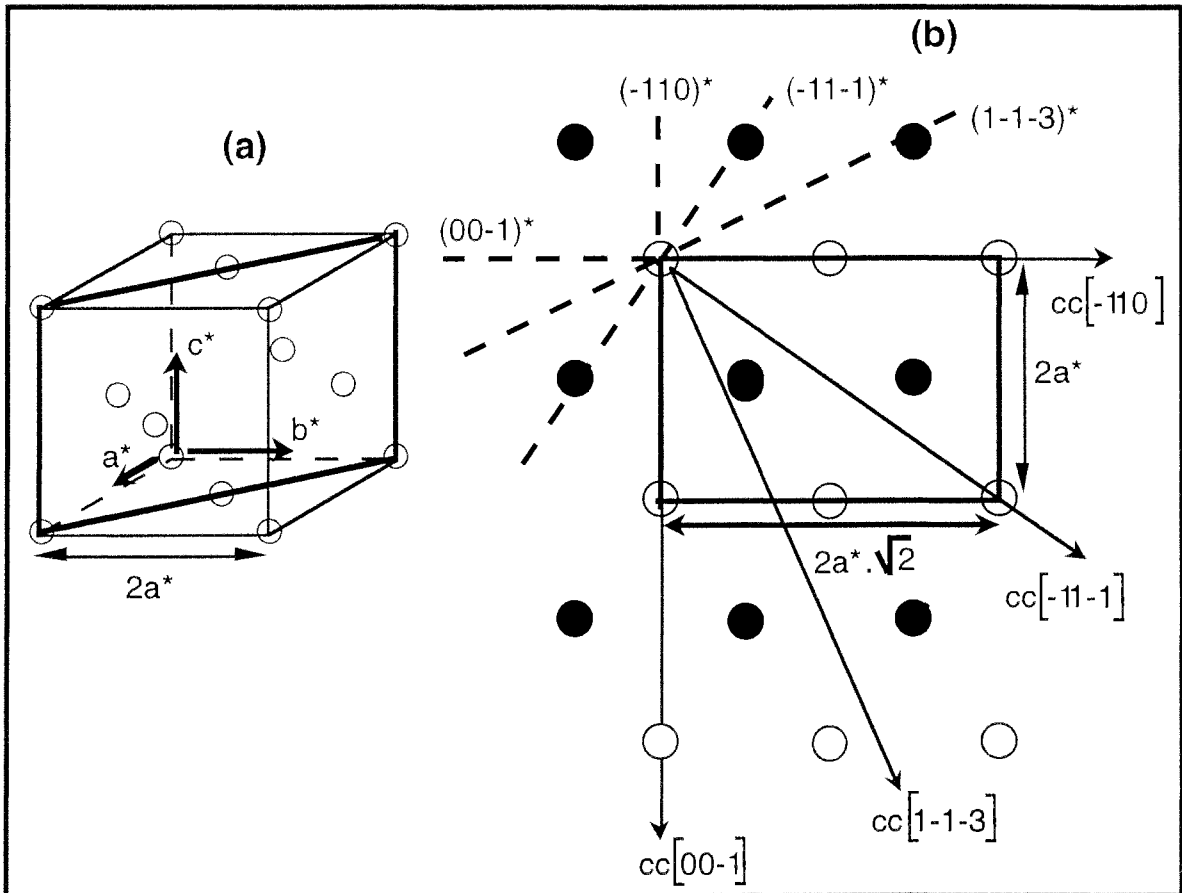 (b)
(-110)*
(-11-1)*
(1-1-3)*
(a)
(00-1)*
cc[-110]
c*
2a*
b*
a*
2a*
2a*.√2
cc[-11-1]
cc[1-1-3]
cc[00-1]